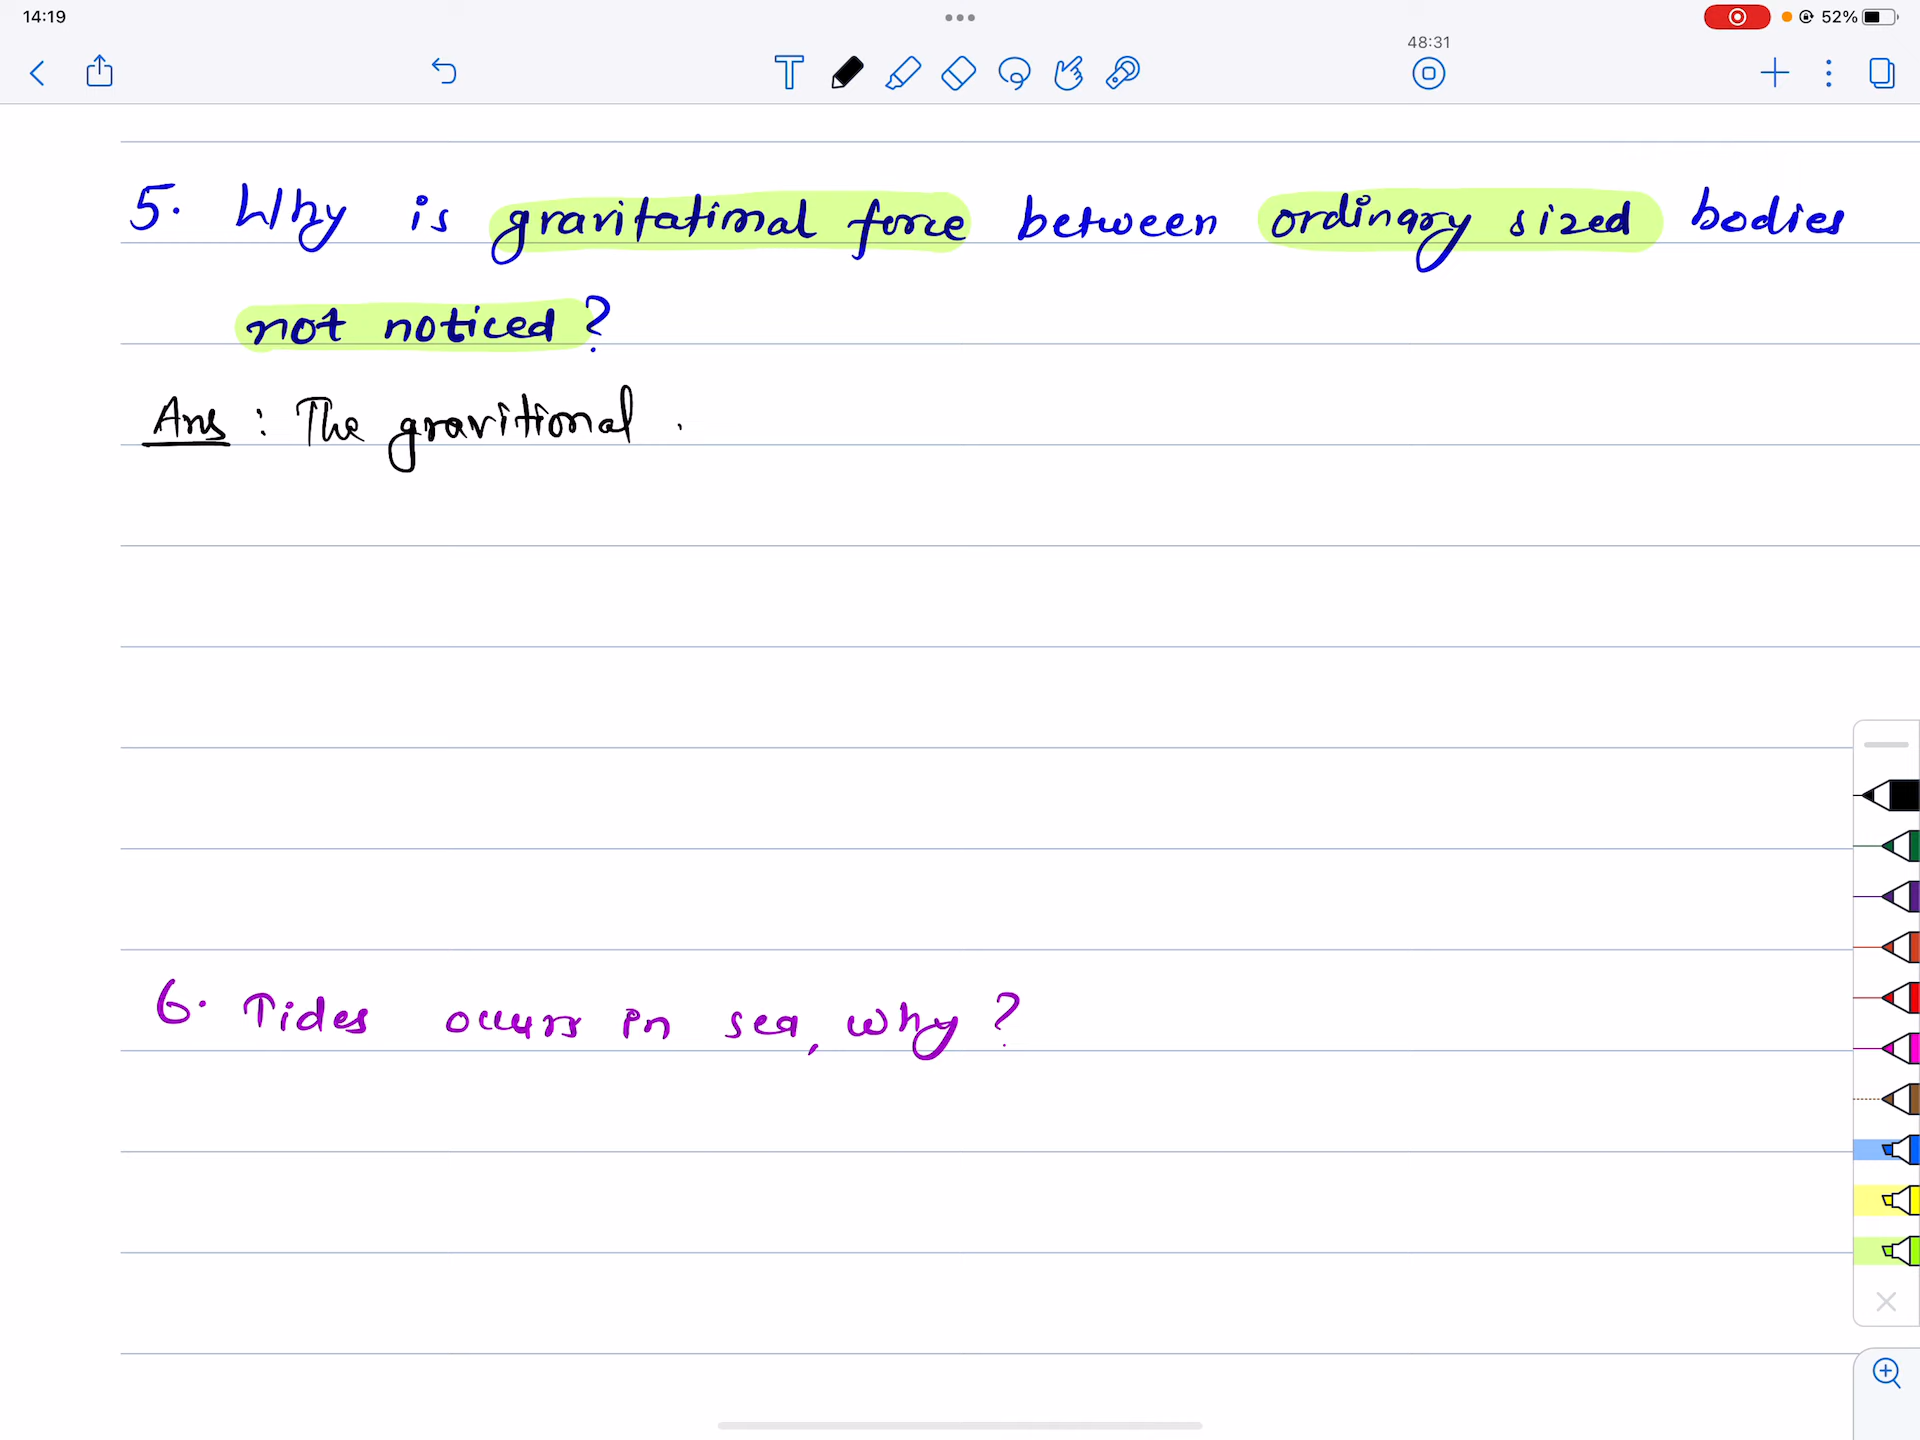 14:19
52%
48:31
5. Why is gravitational force between ordinary sized bodies
not noticed?
Ans : The gravitional
6. Tides occurs in sea, why?